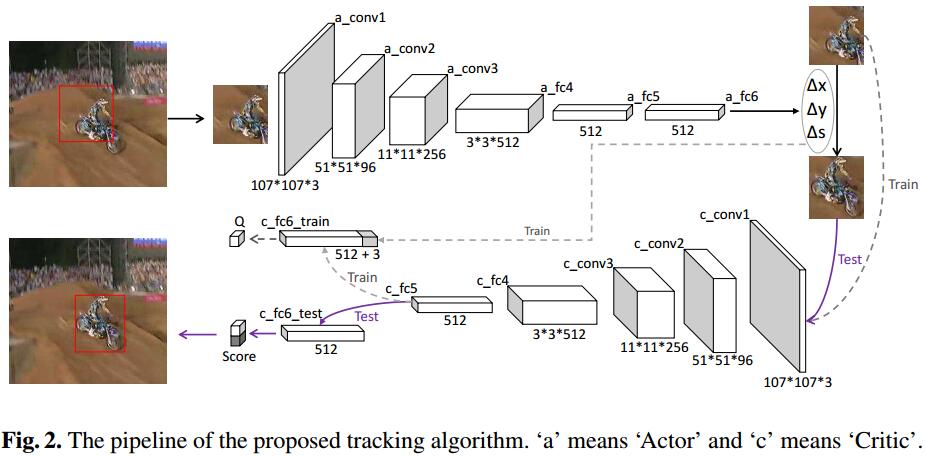 a_conv1
a_conv2
a_conv3
a_fc4
a_fc5
a_fc6
Δx
Δy
Δs
107*107*3
51*51*96
11*11*256
3*3*512
512
512
Train
Q
c_fc6_train
512 + 3
Train
Train
c_conv1
c_conv2
c_conv3
c_fc4
c_fc5
Test
Test
c_fc6_test
Score
512
512
3*3*512
11*11*256
51*51*96
107*107*3
Fig. 2. The pipeline of the proposed tracking algorithm. ‘a’ means ‘Actor’ and ‘c’ means ‘Critic’.